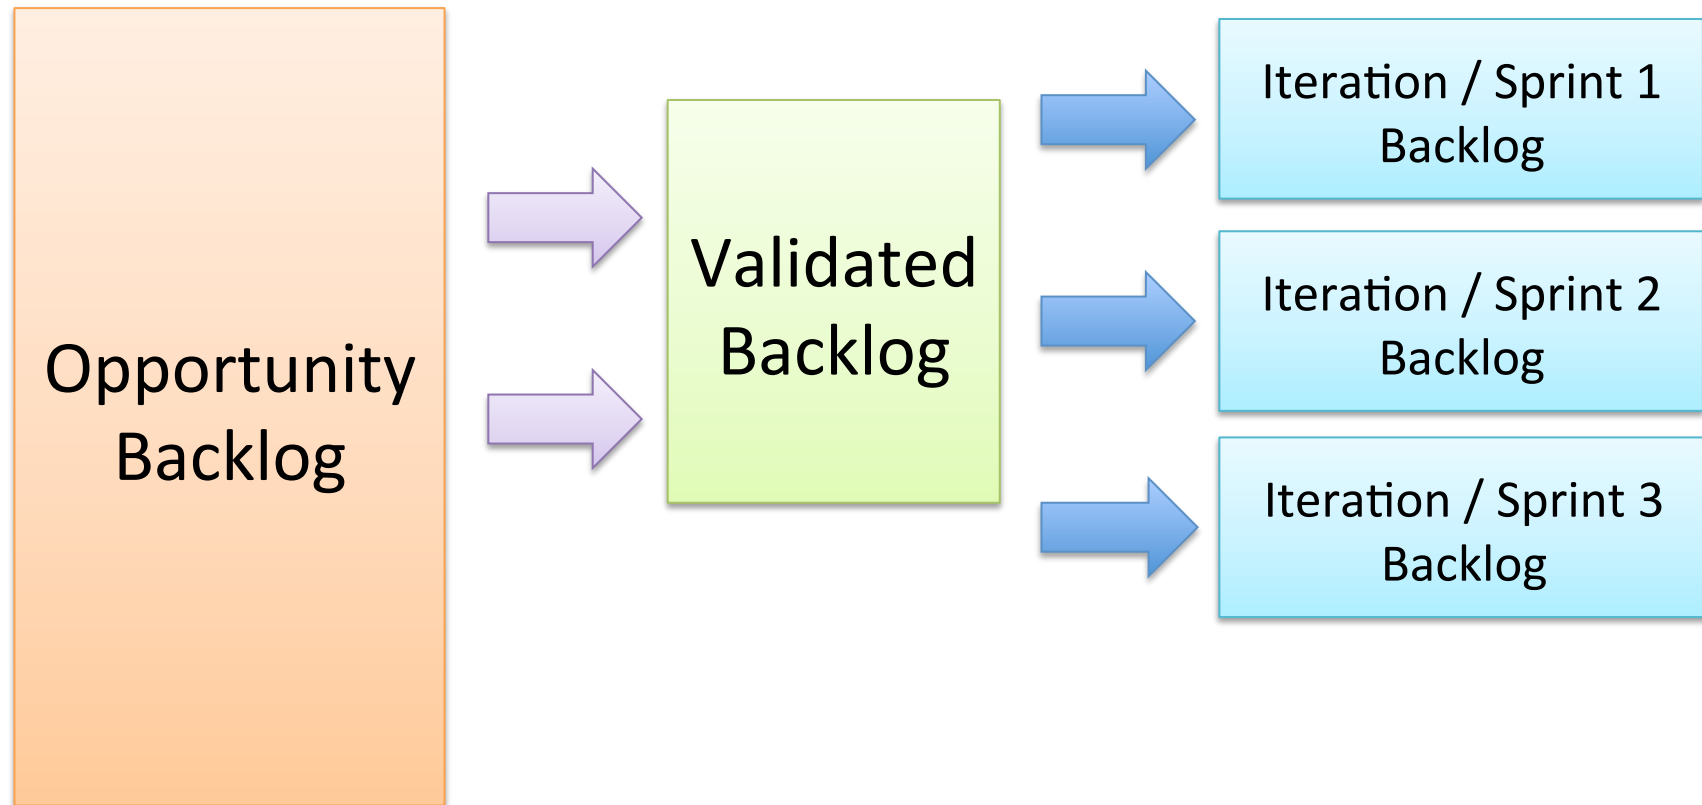 Opportunity
Backlog
Validated
Backlog
Iteration / Sprint 1
Backlog
Iteration / Sprint 2
Backlog
Iteration / Sprint 3
Backlog